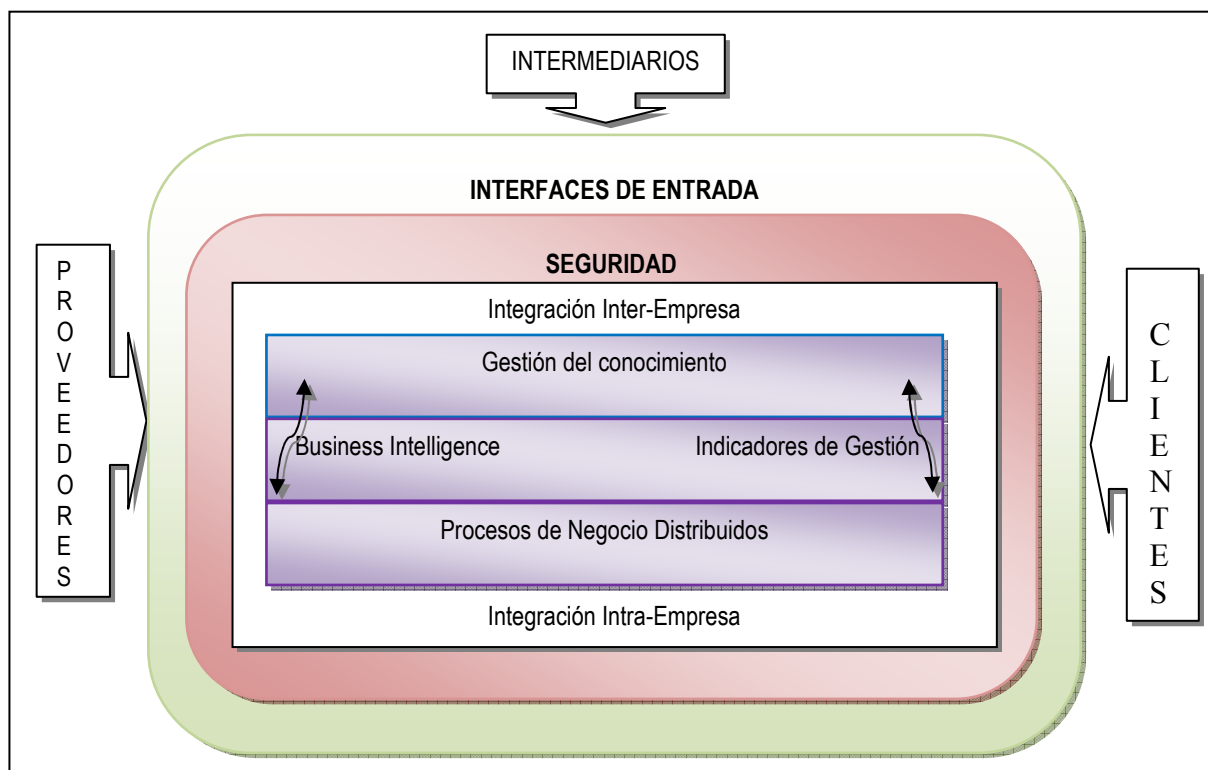 INTERMEDIARIOS
INTERFACES DE ENTRADA
SEGURIDAD
PROVEEDORES
Integración Inter-Empresa
Gestión del conocimiento
Business Intelligence
Indicadores de Gestión
Procesos de Negocio Distribuidos
Integración Intra-Empresa
CLIENTES